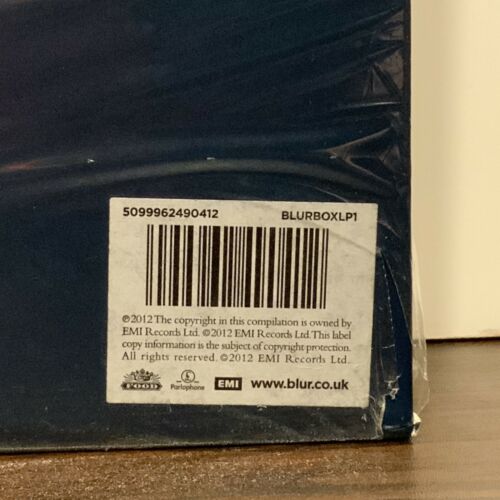 5099962490412 BLURBOXLP1
℗2012 The copyright in this compilation is owned by
EMI Records Ltd. ©2012 EMI Records Ltd. This label
copy information is the subject of copyright protection.
All rights reserved. ©2012 EMI Records Ltd.
FOOD Parlophone EMI www.blur.co.uk